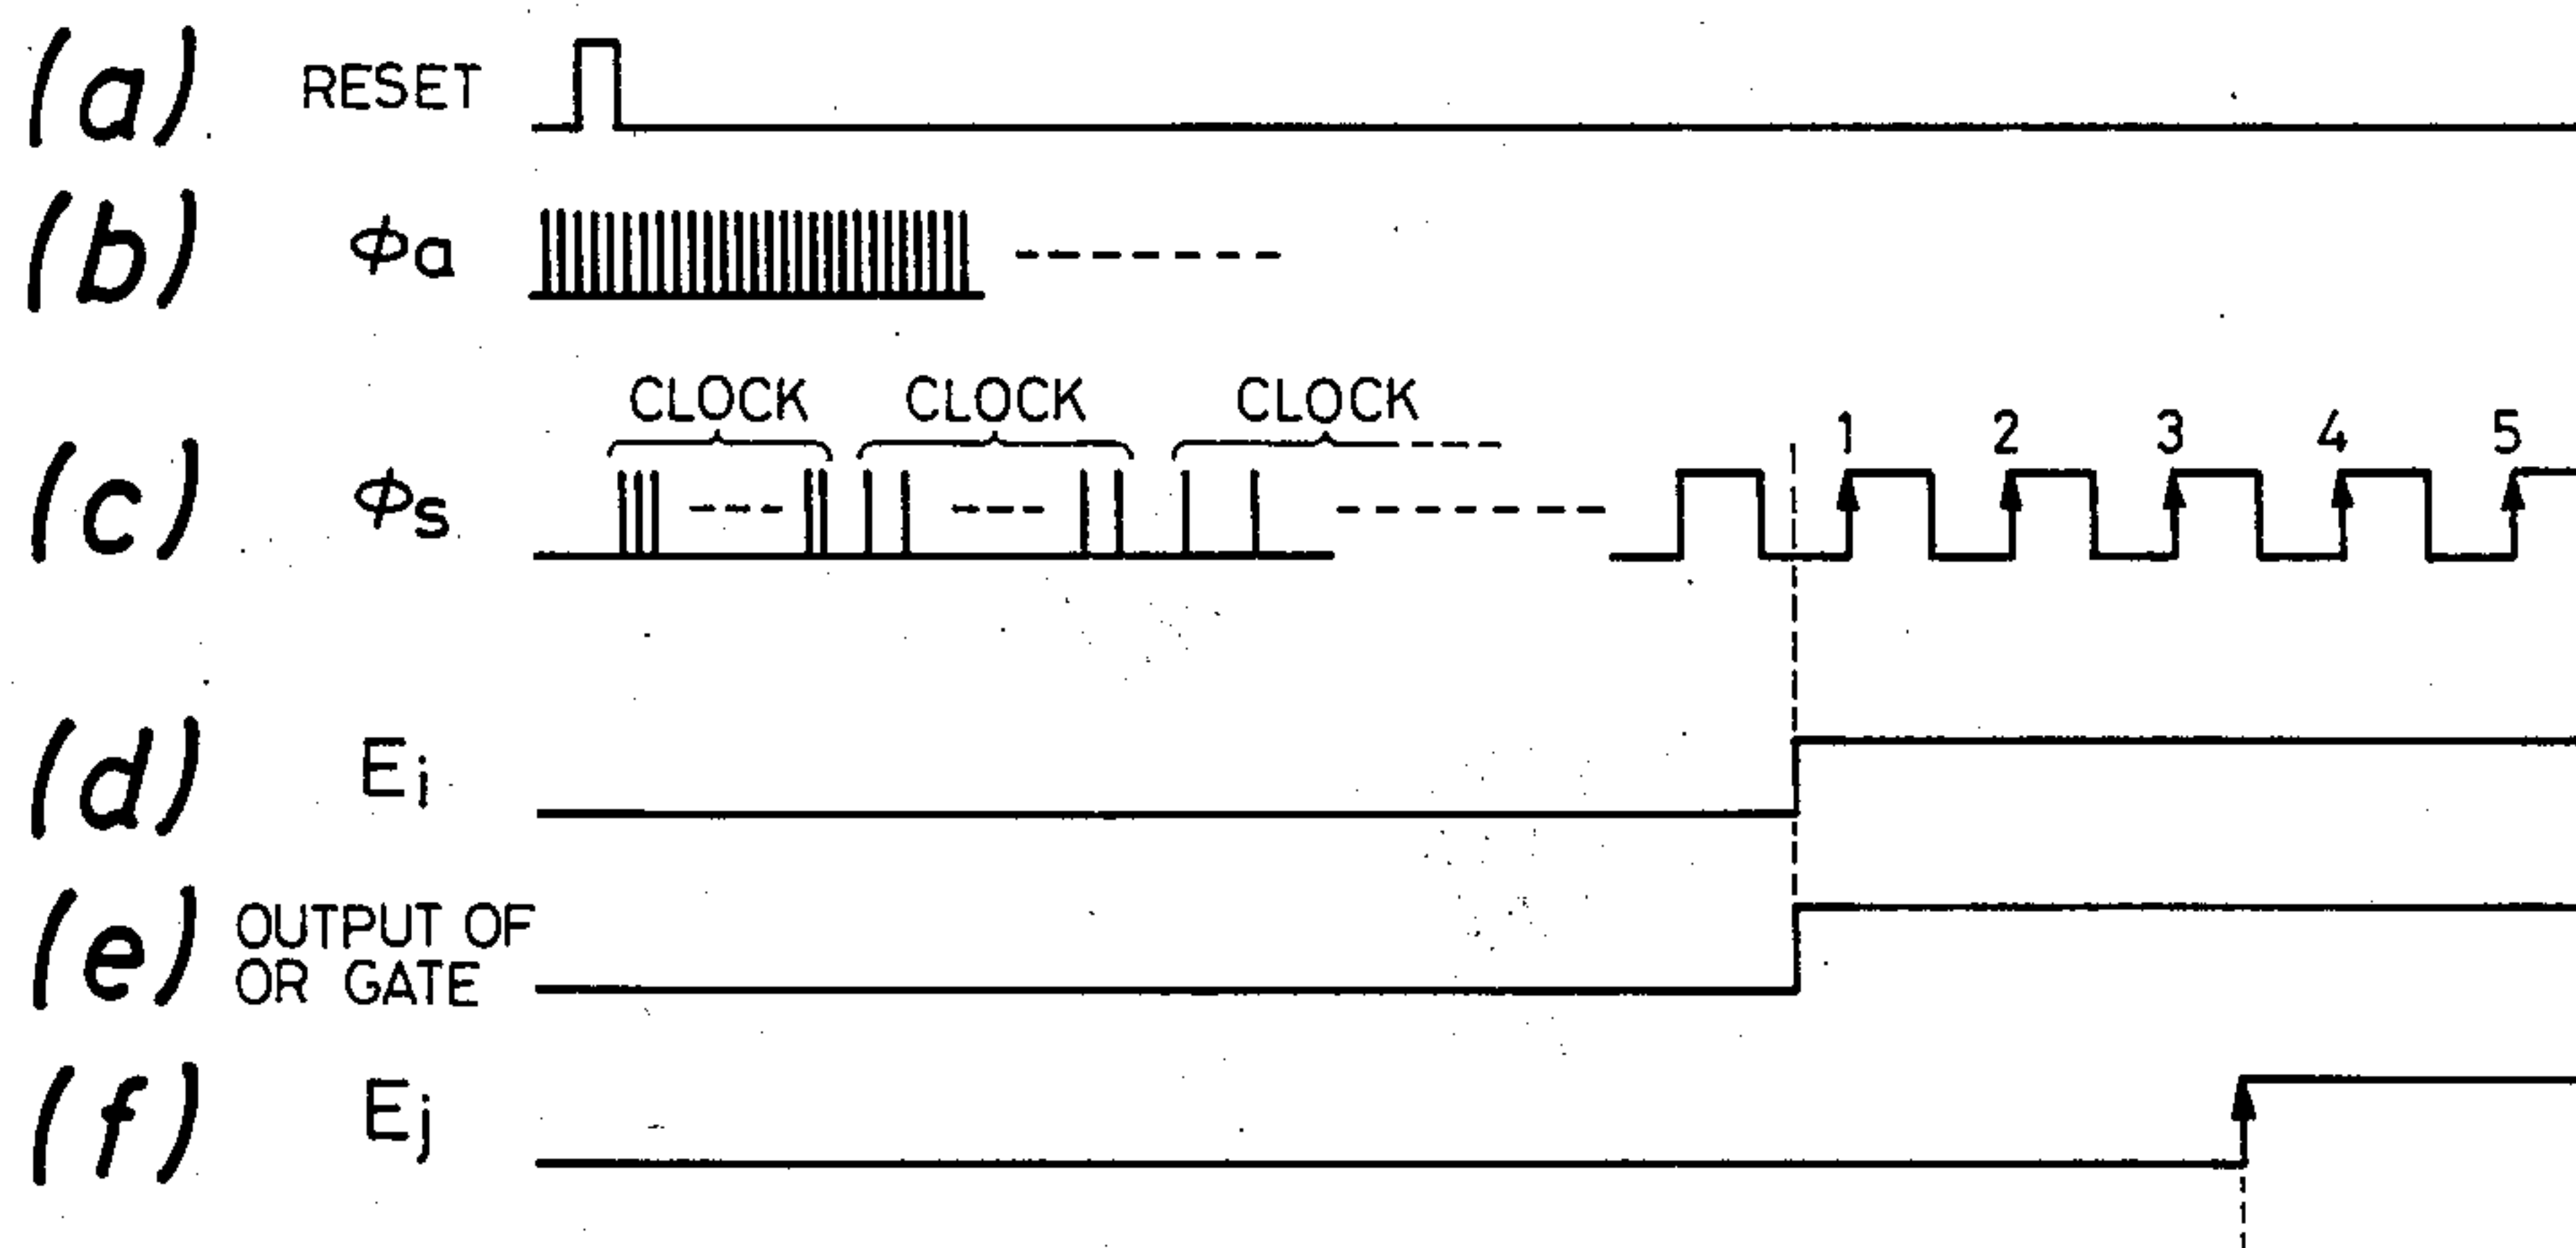 (a) RESET
(b) ϕa
CLOCK CLOCK CLOCK
1 2 3 4 5
(c) ϕs
(d) Ei
(e) OUTPUT OF
OR GATE
(f) Ej